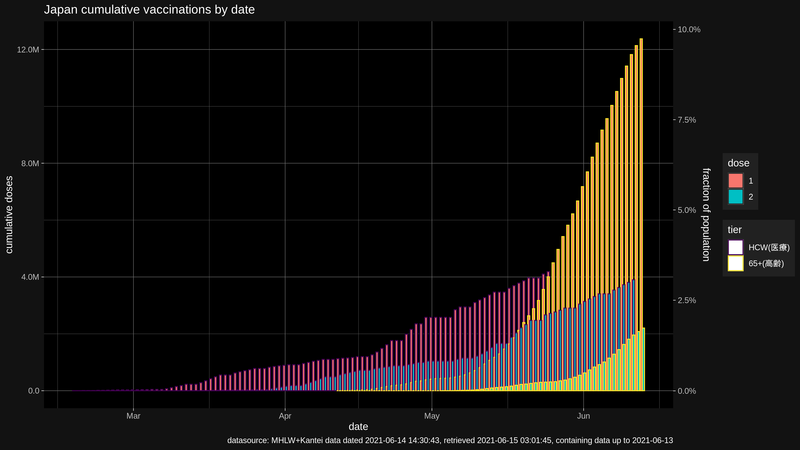 Japan cumulative vaccinations by date
12.0M
8.0M
4.0M
0.0
cumulative doses
10.0%
7.5%
5.0%
2.5%
0.0%
fraction of population
Mar
Apr
May
Jun
date
dose
1
2
tier
HCW(医療)
65+(高齢)
datasource: MHLW+Kantei data dated 2021-06-14 14:30:43, retrieved 2021-06-15 03:01:45, containing data up to 2021-06-13